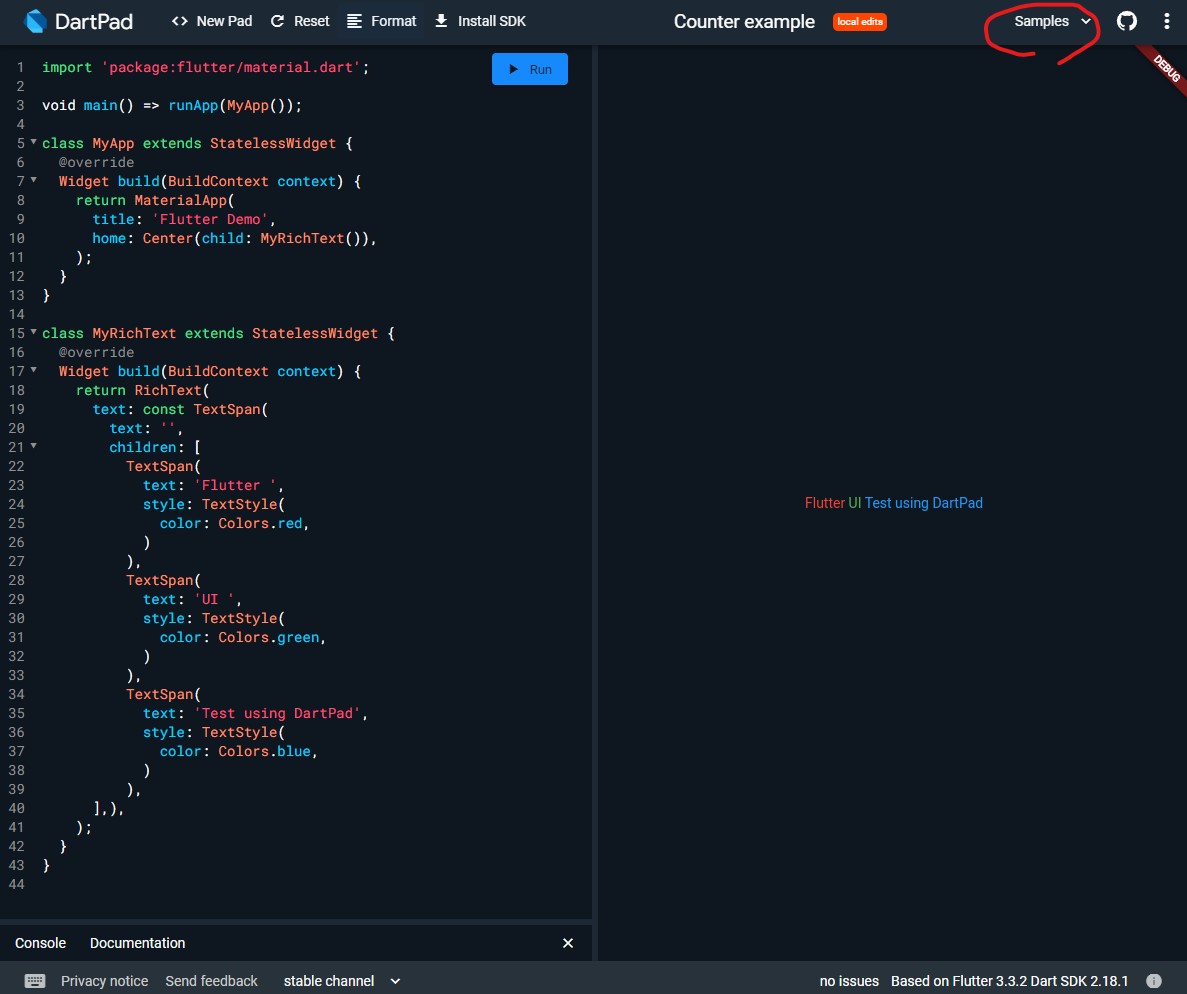 DartPad <> New Pad Reset Format Install SDK Counter example local edits Samples
DEBUG
Run
1 import 'package:flutter/material.dart';
2
3 void main() => runApp(MyApp());
4
5 class MyApp extends StatelessWidget {
6   @override
7   Widget build(BuildContext context) {
8     return MaterialApp(
9       title: 'Flutter Demo',
10       home: Center(child: MyRichText()),
11     );
12   }
13 }
14
15 class MyRichText extends StatelessWidget {
16   @override
17   Widget build(BuildContext context) {
18     return RichText(
19       text: const TextSpan(
20         text: '',
21         children: [
22           TextSpan(
23             text: 'Flutter ',
24             style: TextStyle(
25               color: Colors.red,
26             )
27           ),
28           TextSpan(
29             text: 'UI ',
30             style: TextStyle(
31               color: Colors.green,
32             )
33           ),
34           TextSpan(
35             text: 'Test using DartPad',
36             style: TextStyle(
37               color: Colors.blue,
38             )
39           ),
40       ],),
41     );
42   }
43 }
44
Flutter UI Test using DartPad
Console Documentation ×
Privacy notice Send feedback stable channel no issues Based on Flutter 3.3.2 Dart SDK 2.18.1